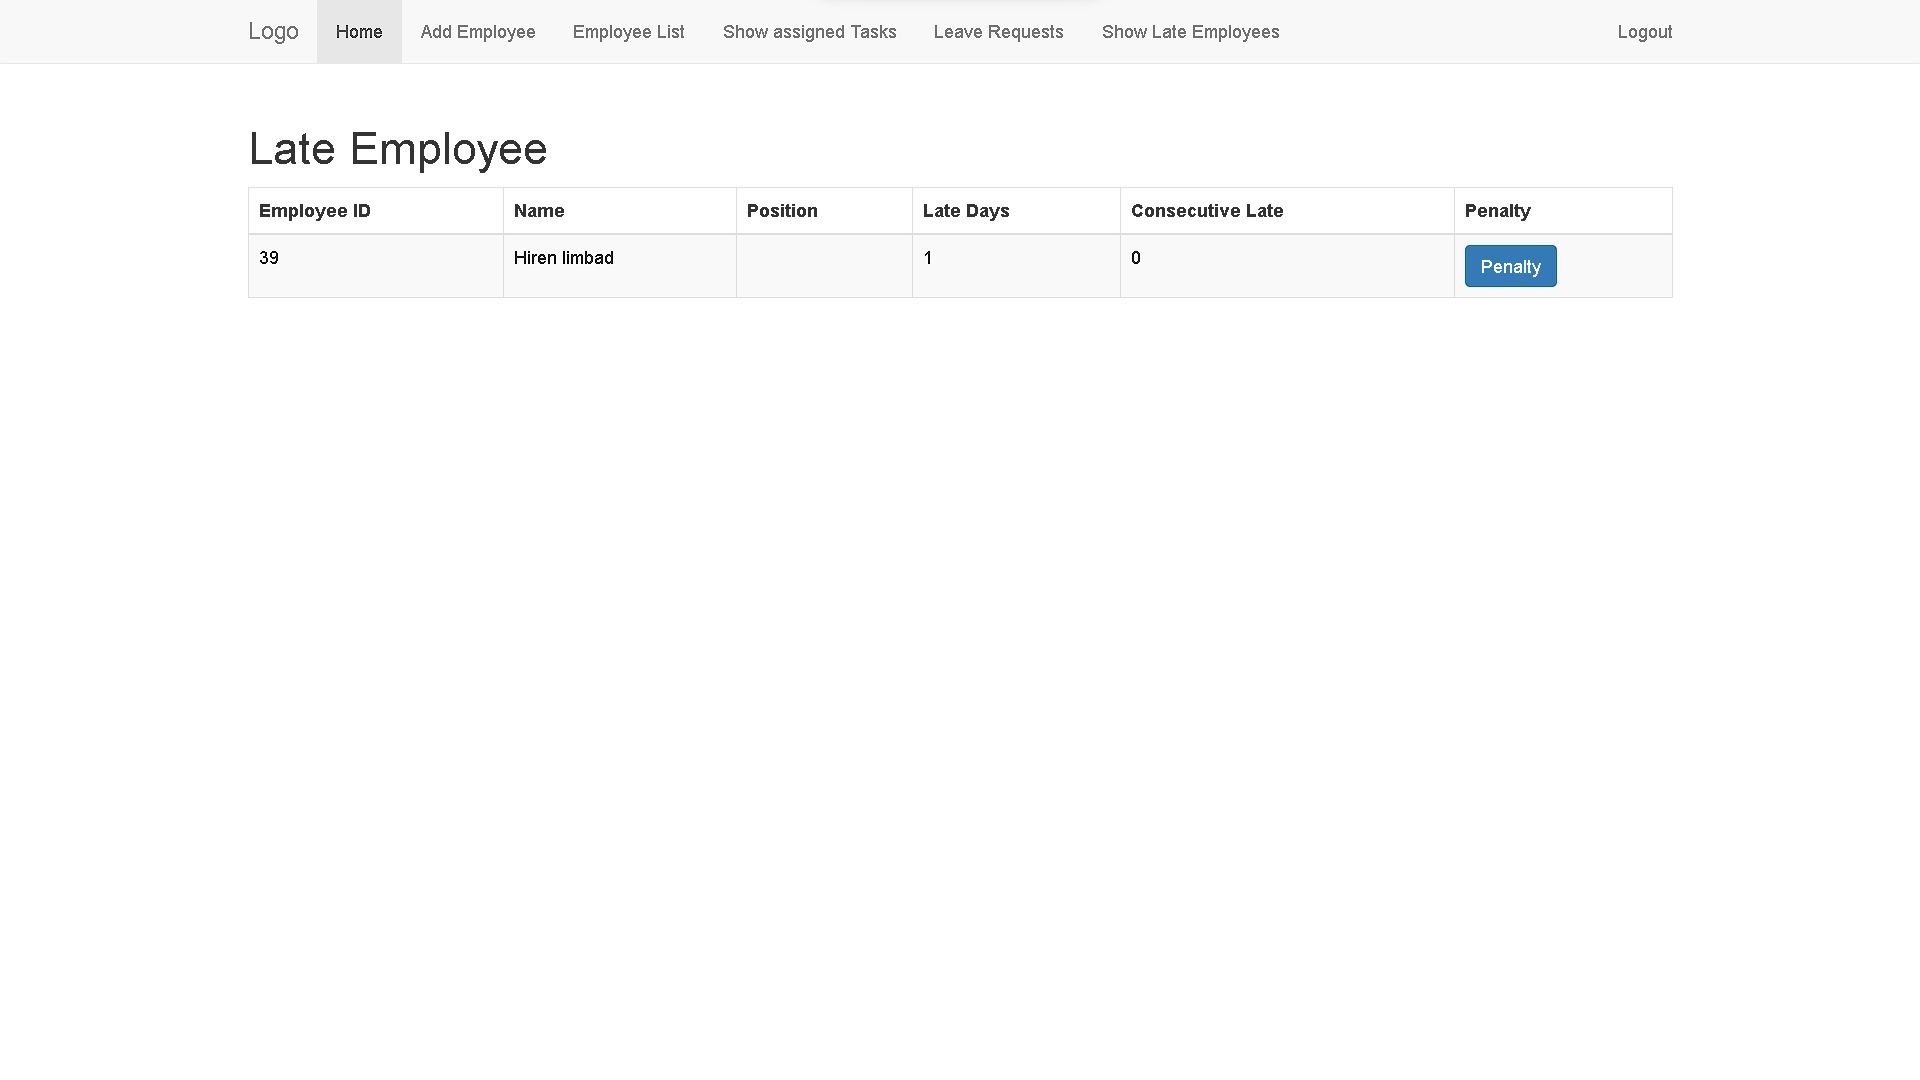 Logo Home Add Employee Employee List Show assigned Tasks Leave Requests Show Late Employees Logout
Late Employee
Employee ID Name Position Late Days Consecutive Late Penalty
39 Hiren limbad 1 0 Penalty